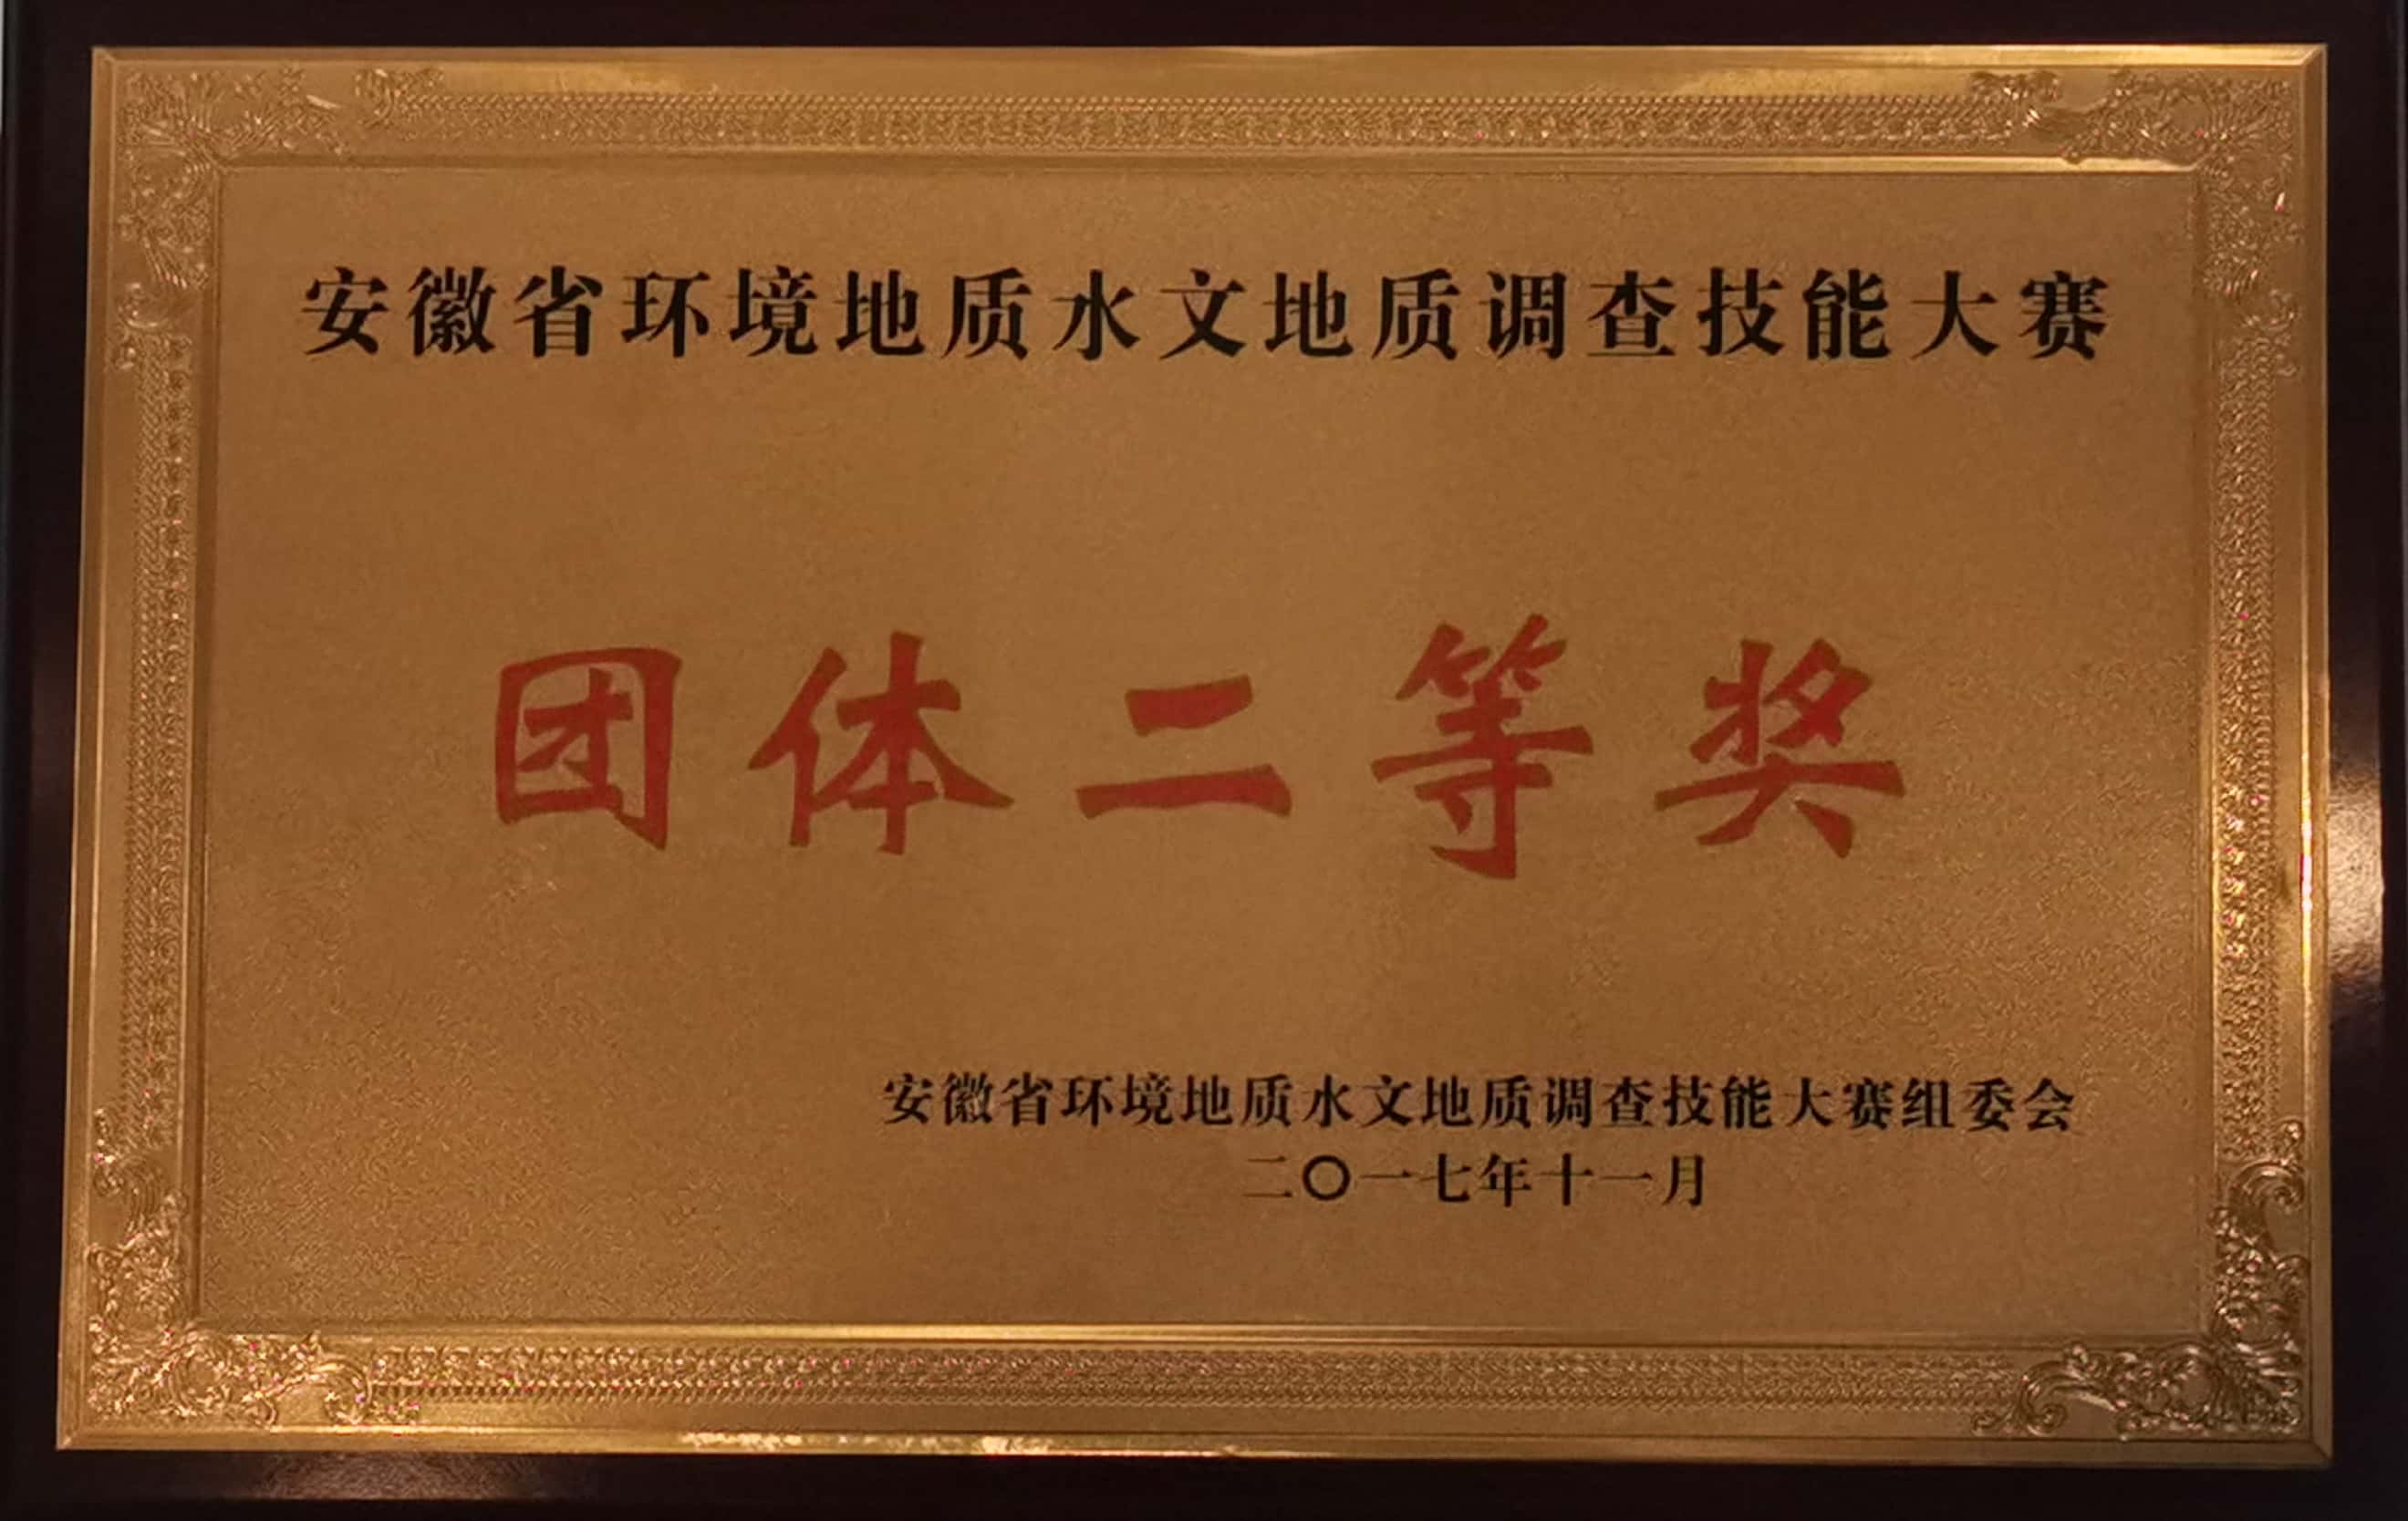 安徽省环境地质水文地质调查技能大赛
团体二等奖
安徽省环境地质水文地质调查技能大赛组委会
二〇一七年十一月